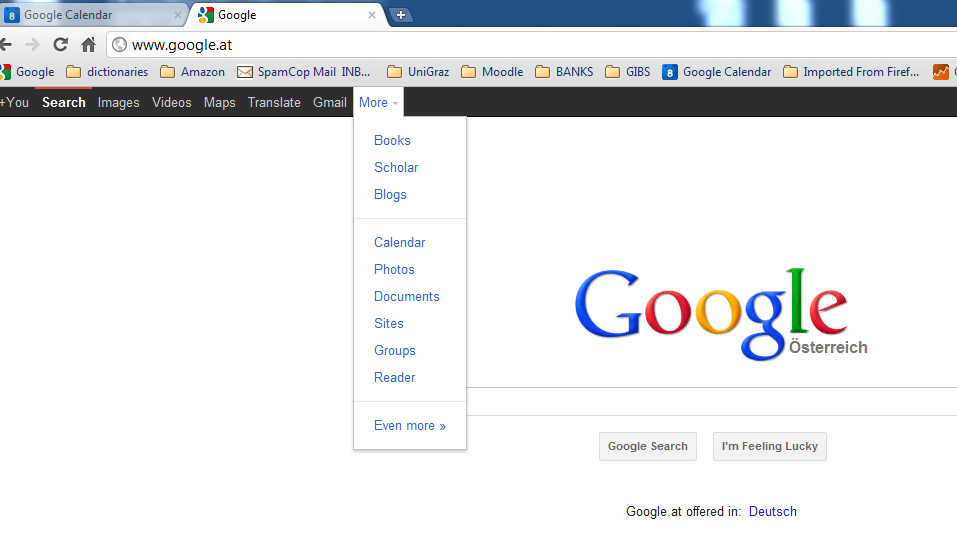 8 Google Calendar Google
www.google.at
Google dictionaries Amazon SpamCop Mail INB... UniGraz Moodle BANKS GIBS 8 Google Calendar Imported From Firef...
+You Search Images Videos Maps Translate Gmail More
Books
Scholar
Blogs
Calendar
Photos
Documents
Sites
Groups
Reader
Even more »
Google
Österreich
Google Search I'm Feeling Lucky
Google.at offered in: Deutsch